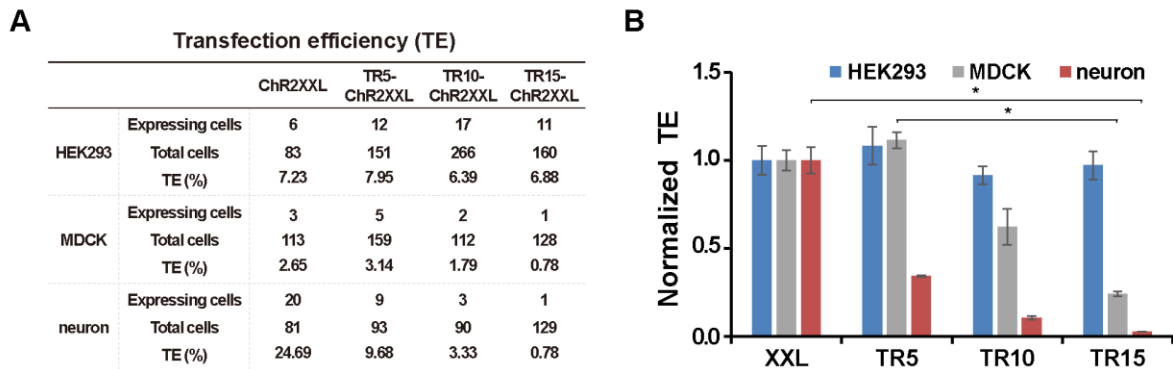 A
Transfection efficiency (TE)
ChR2XXL TR5-ChR2XXL TR10-ChR2XXL TR15-ChR2XXL
HEK293
Expressing cells 6 12 17 11
Total cells 83 151 266 160
TE (%) 7.23 7.95 6.39 6.88
MDCK
Expressing cells 3 5 2 1
Total cells 113 159 112 128
TE (%) 2.65 3.14 1.79 0.78
neuron
Expressing cells 20 9 3 1
Total cells 81 93 90 129
TE (%) 24.69 9.68 3.33 0.78
B
HEK293 MDCK neuron
*
*
Normalized TE
1.5
1.0
0.5
0.0
XXL TR5 TR10 TR15